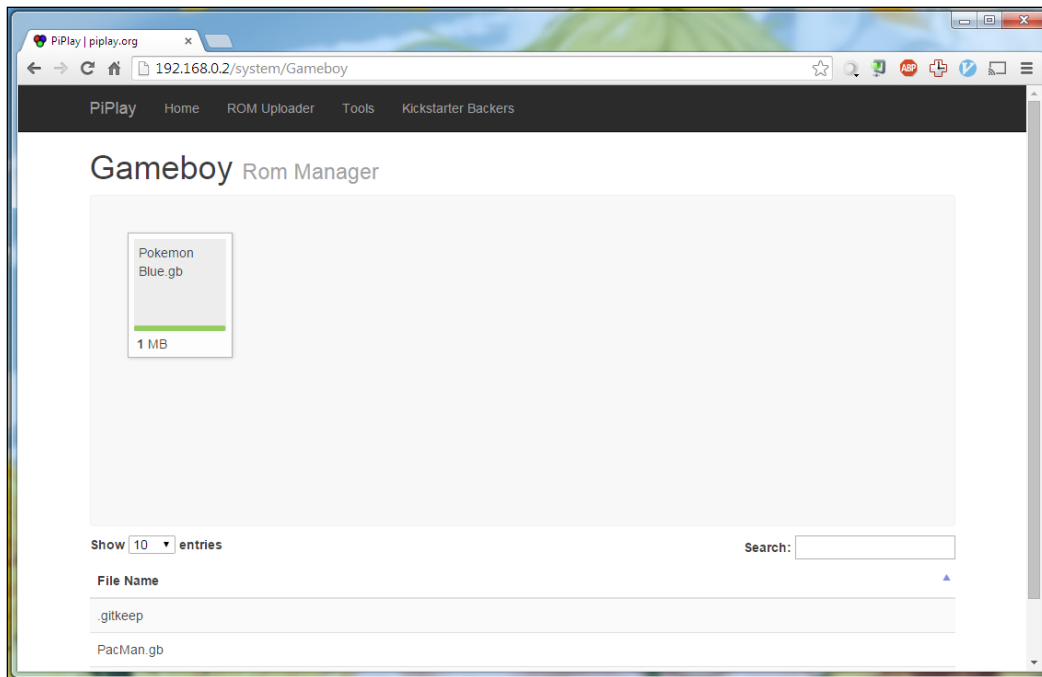 PiPlay | piplay.org
192.168.0.2/system/Gameboy
ABP
PiPlay Home ROM Uploader Tools Kickstarter Backers
Gameboy Rom Manager
Pokemon
Blue.gb
1 MB
Show 10 entries
Search:
File Name
.gitkeep
PacMan.gb